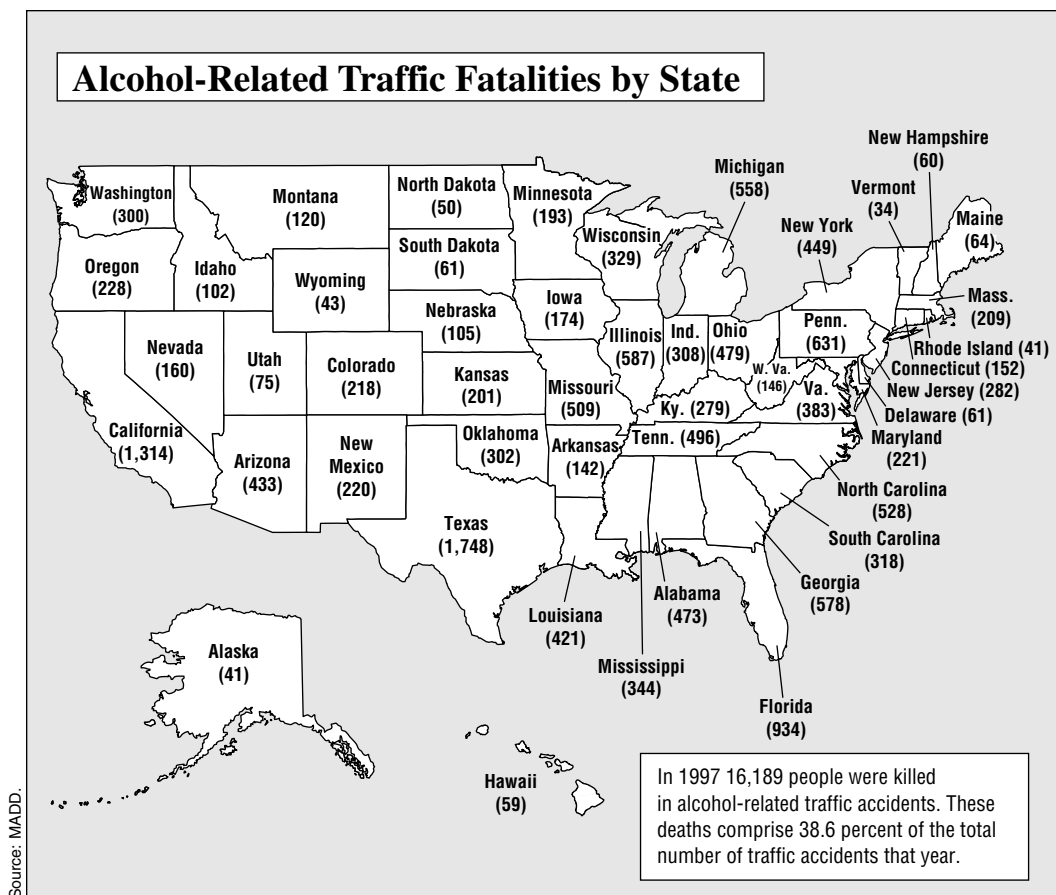 Alcohol-Related Traffic Fatalities by State
New Hampshire
(60)
Michigan
(558)
Vermont
(34)
New York
(449)
Maine
(64)
Washington
(300)
Montana
(120)
North Dakota
(50)
Minnesota
(193)
Wisconsin
(329)
South Dakota
(61)
Oregon
(228)
Idaho
(102)
Wyoming
(43)
Mass.
(209)
Nebraska
(105)
Iowa
(174)
Illinois
(587)
Ind.
(308)
Ohio
(479)
Penn.
(631)
Rhode Island (41)
Connecticut (152)
New Jersey (282)
Delaware (61)
Maryland
(221)
Nevada
(160)
Utah
(75)
Colorado
(218)
Kansas
(201)
Missouri
(509)
W. Va.
(146)
Va.
(383)
Ky. (279)
California
(1,314)
Arizona
(433)
New
Mexico
(220)
Oklahoma
(302)
Arkansas
(142)
Tenn. (496)
North Carolina
(528)
South Carolina
(318)
Georgia
(578)
Texas
(1,748)
Alabama
(473)
Louisiana
(421)
Mississippi
(344)
Florida
(934)
Alaska
(41)
Hawaii
(59)
In 1997 16,189 people were killed
in alcohol-related traffic accidents. These
deaths comprise 38.6 percent of the total
number of traffic accidents that year.
Source: MADD.